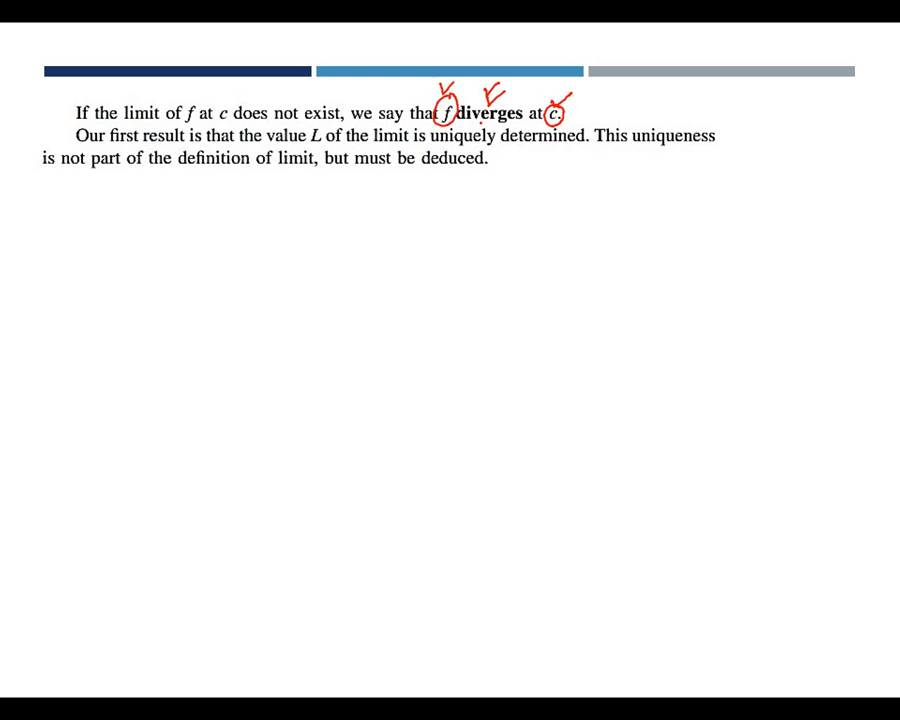 If the limit of f at c does not exist, we say that f diverges at c.
Our first result is that the value L of the limit is uniquely determined. This uniqueness
is not part of the definition of limit, but must be deduced.